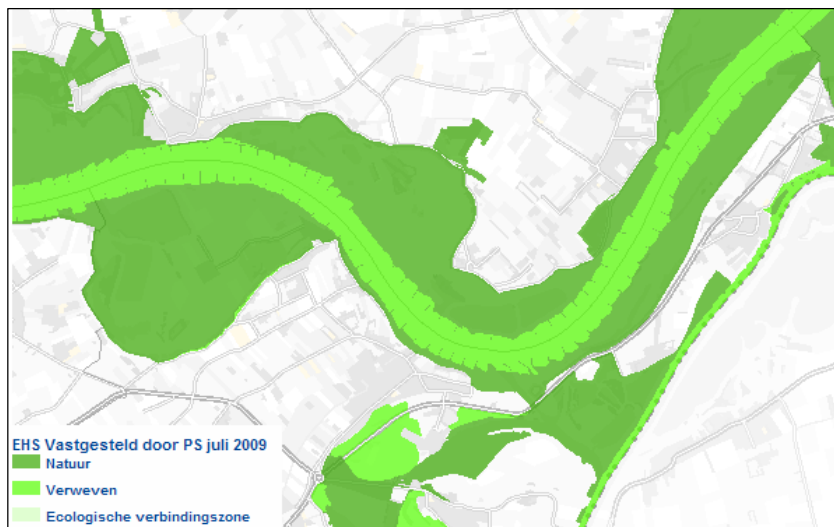 EHS Vastgesteld door PS juli 2009
Natuur
Verweven
Ecologische verbindingszone